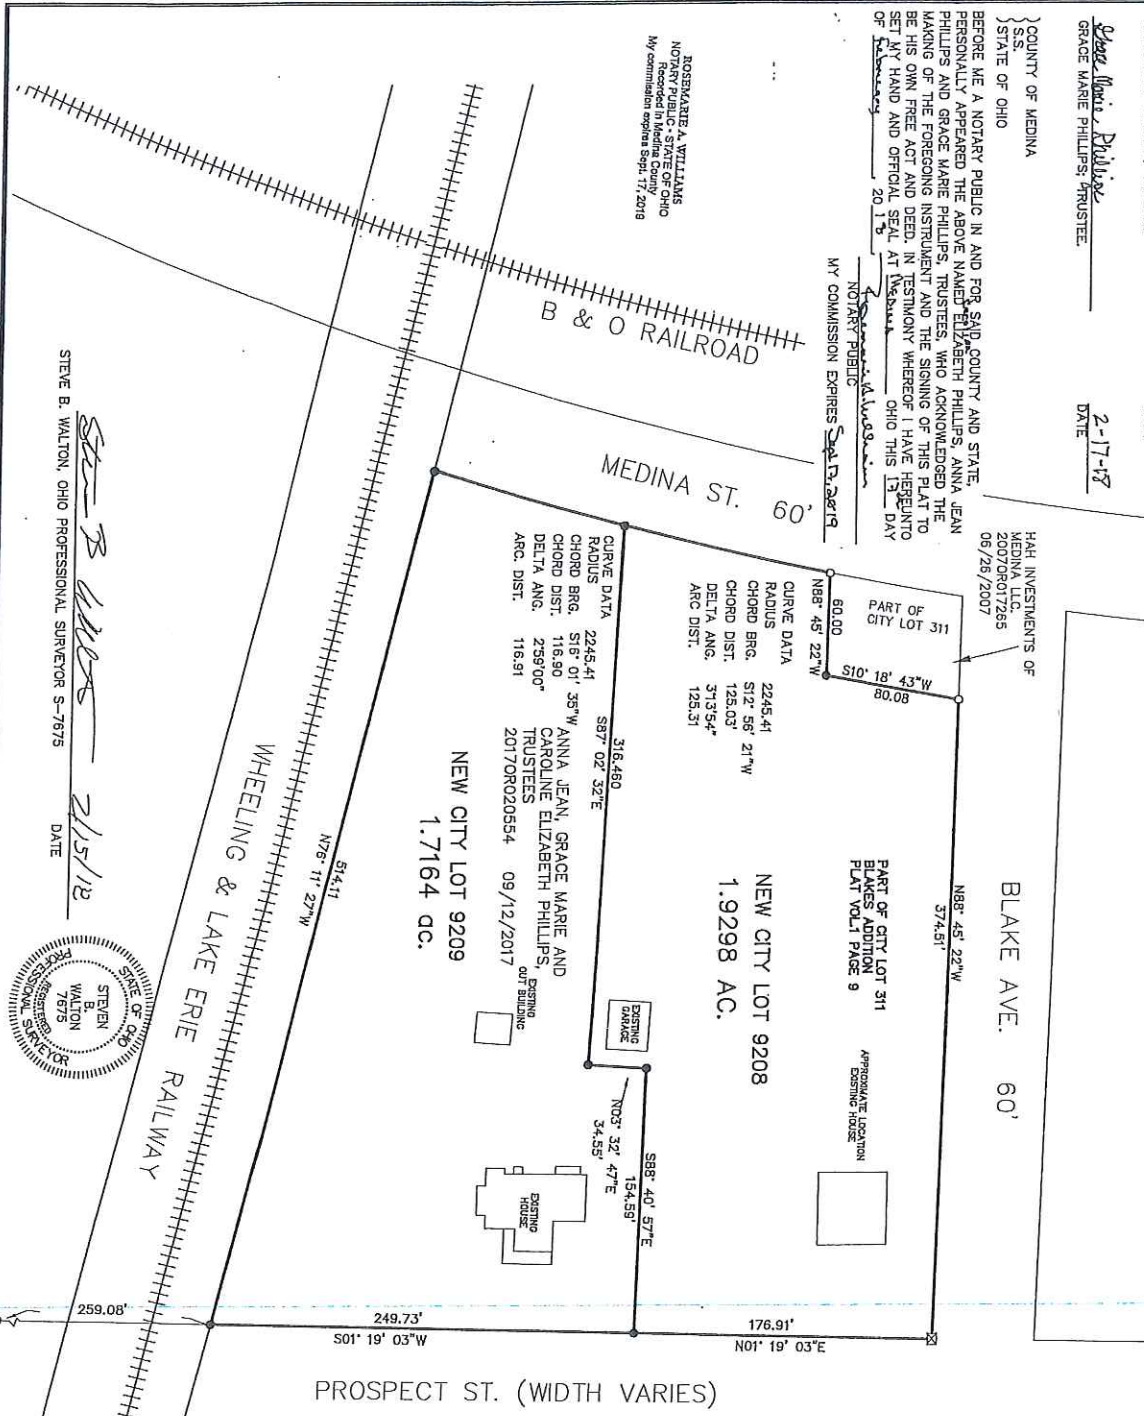 Grace Marie Phillips
GRACE MARIE PHILLIPS, TRUSTEE.
2-17-18
DATE
)COUNTY OF MEDINA
)S.S.
)STATE OF OHIO
BEFORE ME A NOTARY PUBLIC IN AND FOR SAID COUNTY AND STATE,
PERSONALLY APPEARED THE ABOVE NAMED ELIZABETH PHILLIPS, ANNA JEAN
PHILLIPS AND GRACE MARIE PHILLIPS, TRUSTEES, WHO ACKNOWLEDGED THE
MAKING OF THE FOREGOING INSTRUMENT AND THE SIGNING OF THIS PLAT TO
BE HIS OWN FREE ACT AND DEED. IN TESTIMONY WHEREOF I HAVE HEREUNTO
SET MY HAND AND OFFICIAL SEAL AT Medina OHIO THIS 17 DAY
OF February 2018
NOTARY PUBLIC
MY COMMISSION EXPIRES Sept 17, 2019
ROSEMARIE A. WILLIAMS
NOTARY PUBLIC - STATE OF OHIO
Recorded in Medina County
My commission expires Sept. 17, 2019
HAH INVESTMENTS OF
MEDINA LLC.
2007OR017265
06/26/2007
PART OF
CITY LOT 311
B & O RAILROAD
MEDINA ST. 60'
BLAKE AVE. 60'
60.00
N88° 45' 22"W
S10° 18' 43"W
80.08
N88° 45' 22"W
374.51'
CURVE DATA
RADIUS 2245.41
CHORD BRG. S12° 56' 21"W
CHORD DIST. 125.03'
DELTA ANG. 3°13'54"
ARC DIST. 125.31
PART OF CITY LOT 311
BLAKES ADDITION
PLAT VOL.1 PAGE 9
NEW CITY LOT 9208
1.9298 AC.
APPROXIMATE LOCATION
EXISTING HOUSE
316.460
S87° 02' 32"E
CURVE DATA
RADIUS 2245.41
CHORD BRG. S16° 01' 35"W
CHORD DIST. 116.90
DELTA ANG. 2°59'00"
ARC. DIST. 116.91
ANNA JEAN, GRACE MARIE AND
CAROLINE ELIZABETH PHILLIPS,
TRUSTEES
2017OR020554 09/12/2017
NEW CITY LOT 9209
1.7164 ac.
EXISTING
GARAGE
EXISTING
OUT BUILDING
EXISTING
HOUSE
N03° 32' 47"E
34.55'
S88° 40' 57"E
154.59'
514.11
N76° 11' 27"W
WHEELING & LAKE ERIE RAILWAY
259.08'
249.73'
S01° 19' 03"W
176.91'
N01° 19' 03"E
PROSPECT ST. (WIDTH VARIES)
STEVE B. WALTON, OHIO PROFESSIONAL SURVEYOR S-7675
2/15/18
DATE
STATE OF OHIO
STEVEN
B.
WALTON
7675
REGISTERED
PROFESSIONAL SURVEYOR